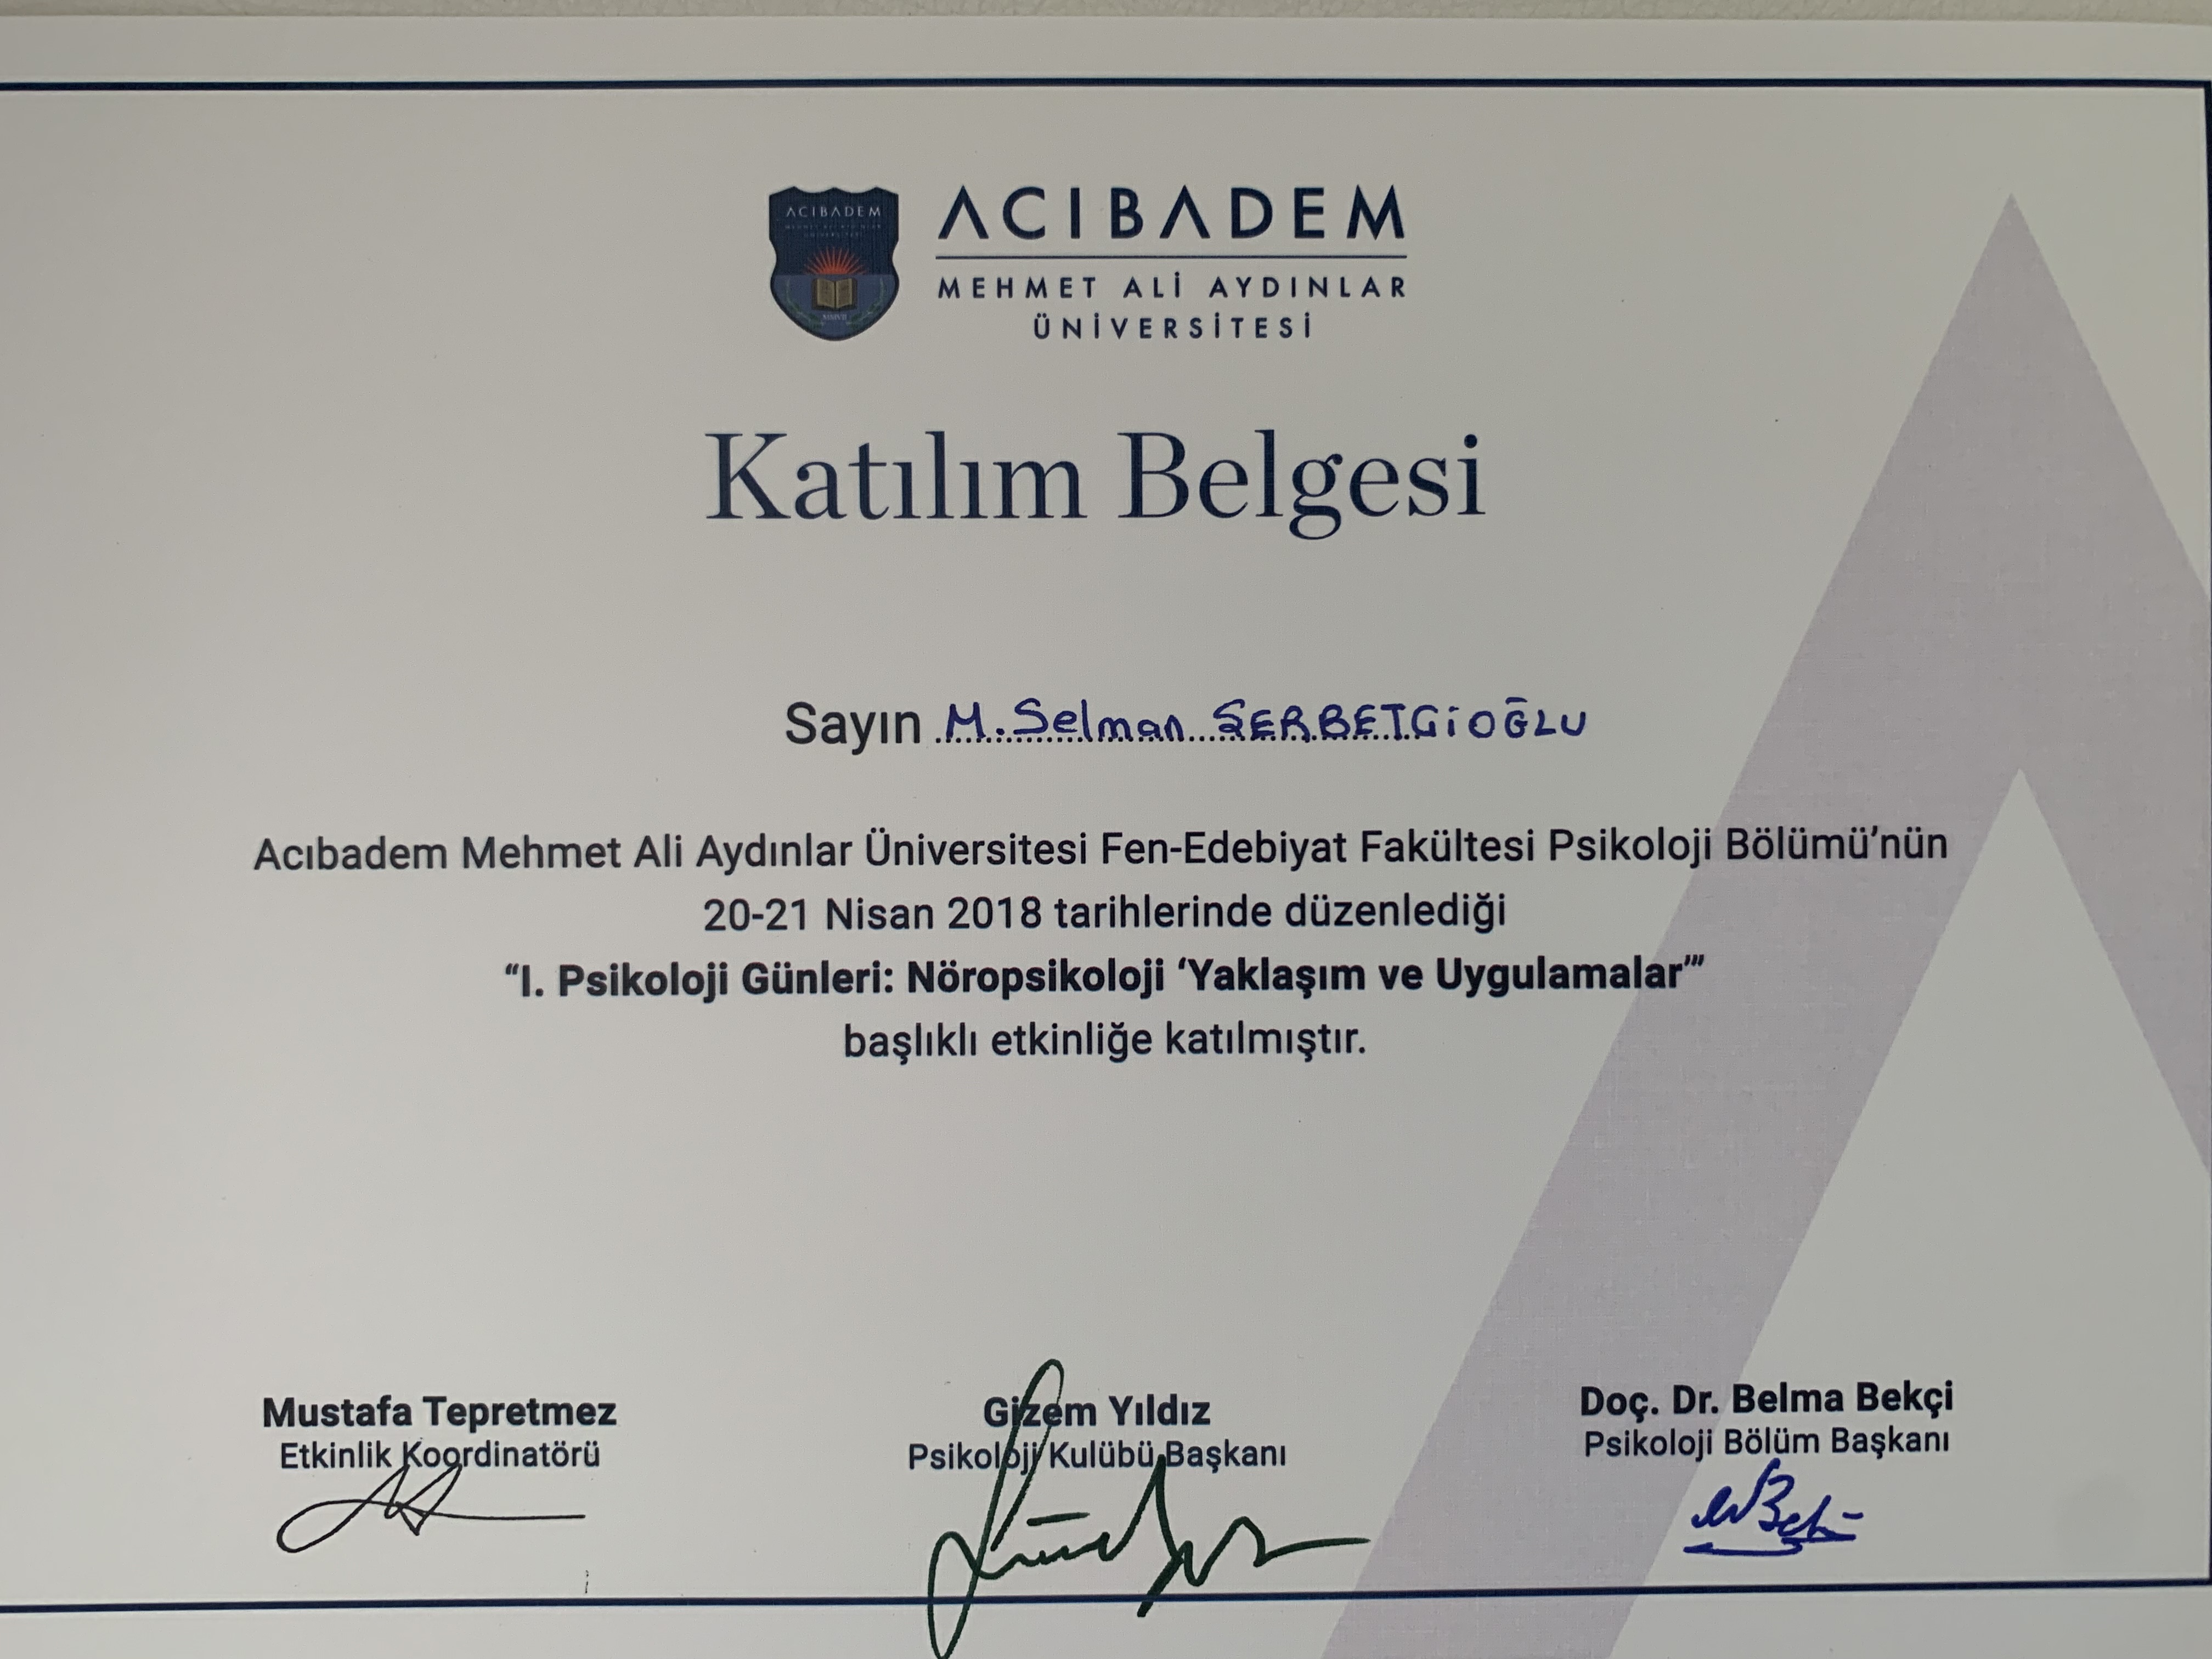 ACIBADEM
ACIBADEM
MEHMET ALİ AYDINLAR
ÜNİVERSİTESİ
Katılım Belgesi
Sayın M. Selman ŞERBETÇİOĞLU
Acıbadem Mehmet Ali Aydınlar Üniversitesi Fen-Edebiyat Fakültesi Psikoloji Bölümü’nün
20-21 Nisan 2018 tarihlerinde düzenlediği
“I. Psikoloji Günleri: Nöropsikoloji ‘Yaklaşım ve Uygulamalar’”
başlıklı etkinliğe katılmıştır.
Mustafa Tepretmez
Etkinlik Koordinatörü
Gizem Yıldız
Psikoloji Kulübü Başkanı
Doç. Dr. Belma Bekçi
Psikoloji Bölüm Başkanı